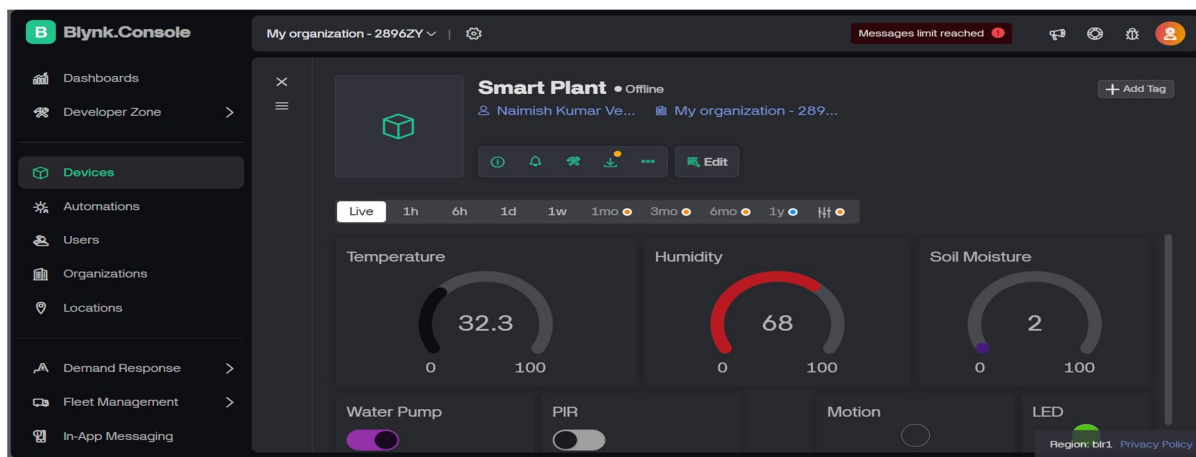 B Blynk.Console
My organization - 2896ZY
Messages limit reached
Dashboards
Developer Zone
Devices
Automations
Users
Organizations
Locations
Demand Response
Fleet Management
In-App Messaging
Smart Plant Offline
Naimish Kumar Ve... My organization - 289...
+ Add Tag
Edit
Live 1h 6h 1d 1w 1mo 3mo 6mo 1y
Temperature
32.3
0 100
Humidity
68
0 100
Soil Moisture
2
0 100
Water Pump
PIR
Motion
LED
Region: blr1 Privacy Policy